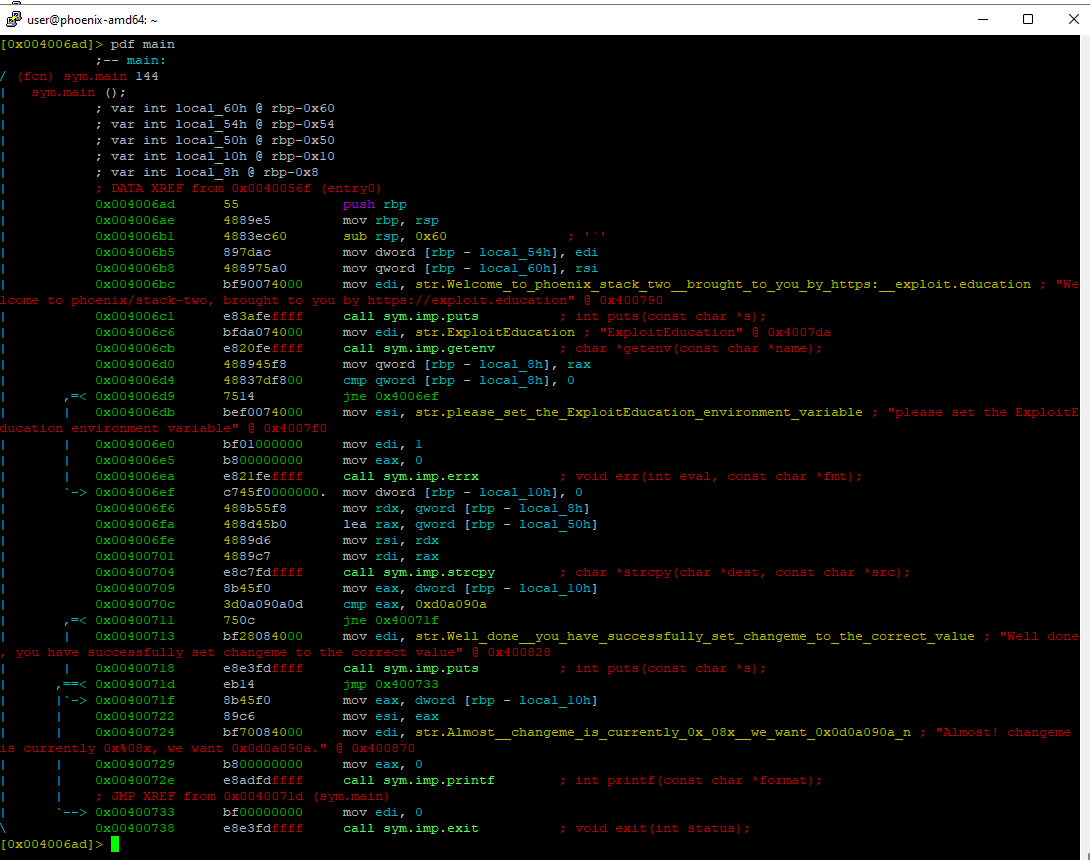 user@phoenix-amd64: ~
[0x004006ad]> pdf main
;-- main:
/ (fcn) sym.main 144
| sym.main ();
| ; var int local_60h @ rbp-0x60
| ; var int local_54h @ rbp-0x54
| ; var int local_50h @ rbp-0x50
| ; var int local_10h @ rbp-0x10
| ; var int local_8h @ rbp-0x8
| ; DATA XREF from 0x0040056f (entry0)
| 0x004006ad 55 push rbp
| 0x004006ae 4889e5 mov rbp, rsp
| 0x004006b1 4883ec60 sub rsp, 0x60 ; '`'
| 0x004006b5 897dac mov dword [rbp - local_54h], edi
| 0x004006b8 488975a0 mov qword [rbp - local_60h], rsi
| 0x004006bc bf90074000 mov edi, str.Welcome_to_phoenix_stack_two__brought_to_you_by_https:__exploit.education ; "We
lcome to phoenix/stack-two, brought to you by https://exploit.education" @ 0x400790
| 0x004006c1 e83afeffff call sym.imp.puts ; int puts(const char *s);
| 0x004006c6 bfda074000 mov edi, str.ExploitEducation ; "ExploitEducation" @ 0x4007da
| 0x004006cb e820feffff call sym.imp.getenv ; char *getenv(const char *name);
| 0x004006d0 488945f8 mov qword [rbp - local_8h], rax
| 0x004006d4 48837df800 cmp qword [rbp - local_8h], 0
| ,=< 0x004006d9 7514 jne 0x4006ef
| | 0x004006db bef0074000 mov esi, str.please_set_the_ExploitEducation_environment_variable ; "please set the ExploitE
ducation environment variable" @ 0x4007f0
| | 0x004006e0 bf01000000 mov edi, 1
| | 0x004006e5 b800000000 mov eax, 0
| | 0x004006ea e821feffff call sym.imp.errx ; void err(int eval, const char *fmt);
| `-> 0x004006ef c745f0000000. mov dword [rbp - local_10h], 0
| 0x004006f6 488b55f8 mov rdx, qword [rbp - local_8h]
| 0x004006fa 488d45b0 lea rax, qword [rbp - local_50h]
| 0x004006fe 4889d6 mov rsi, rdx
| 0x00400701 4889c7 mov rdi, rax
| 0x00400704 e8c7fdffff call sym.imp.strcpy ; char *strcpy(char *dest, const char *src);
| 0x00400709 8b45f0 mov eax, dword [rbp - local_10h]
| 0x0040070c 3d0a090a0d cmp eax, 0xd0a090a
| ,=< 0x00400711 750c jne 0x40071f
| | 0x00400713 bf28084000 mov edi, str.Well_done__you_have_successfully_set_changeme_to_the_correct_value ; "Well done
, you have successfully set changeme to the correct value" @ 0x400828
| | 0x00400718 e8e3fdffff call sym.imp.puts ; int puts(const char *s);
| ,==< 0x0040071d eb14 jmp 0x400733
| |`-> 0x0040071f 8b45f0 mov eax, dword [rbp - local_10h]
| | 0x00400722 89c6 mov esi, eax
| | 0x00400724 bf70084000 mov edi, str.Almost__changeme_is_currently_0x_08x__we_want_0x0d0a090a_n ; "Almost! changeme
is currently 0x%08x, we want 0x0d0a090a." @ 0x400870
| | 0x00400729 b800000000 mov eax, 0
| | 0x0040072e e8adfdffff call sym.imp.printf ; int printf(const char *format);
| | ; JMP XREF from 0x0040071d (sym.main)
| `--> 0x00400733 bf00000000 mov edi, 0
\ 0x00400738 e8e3fdffff call sym.imp.exit ; void exit(int status);
[0x004006ad]>